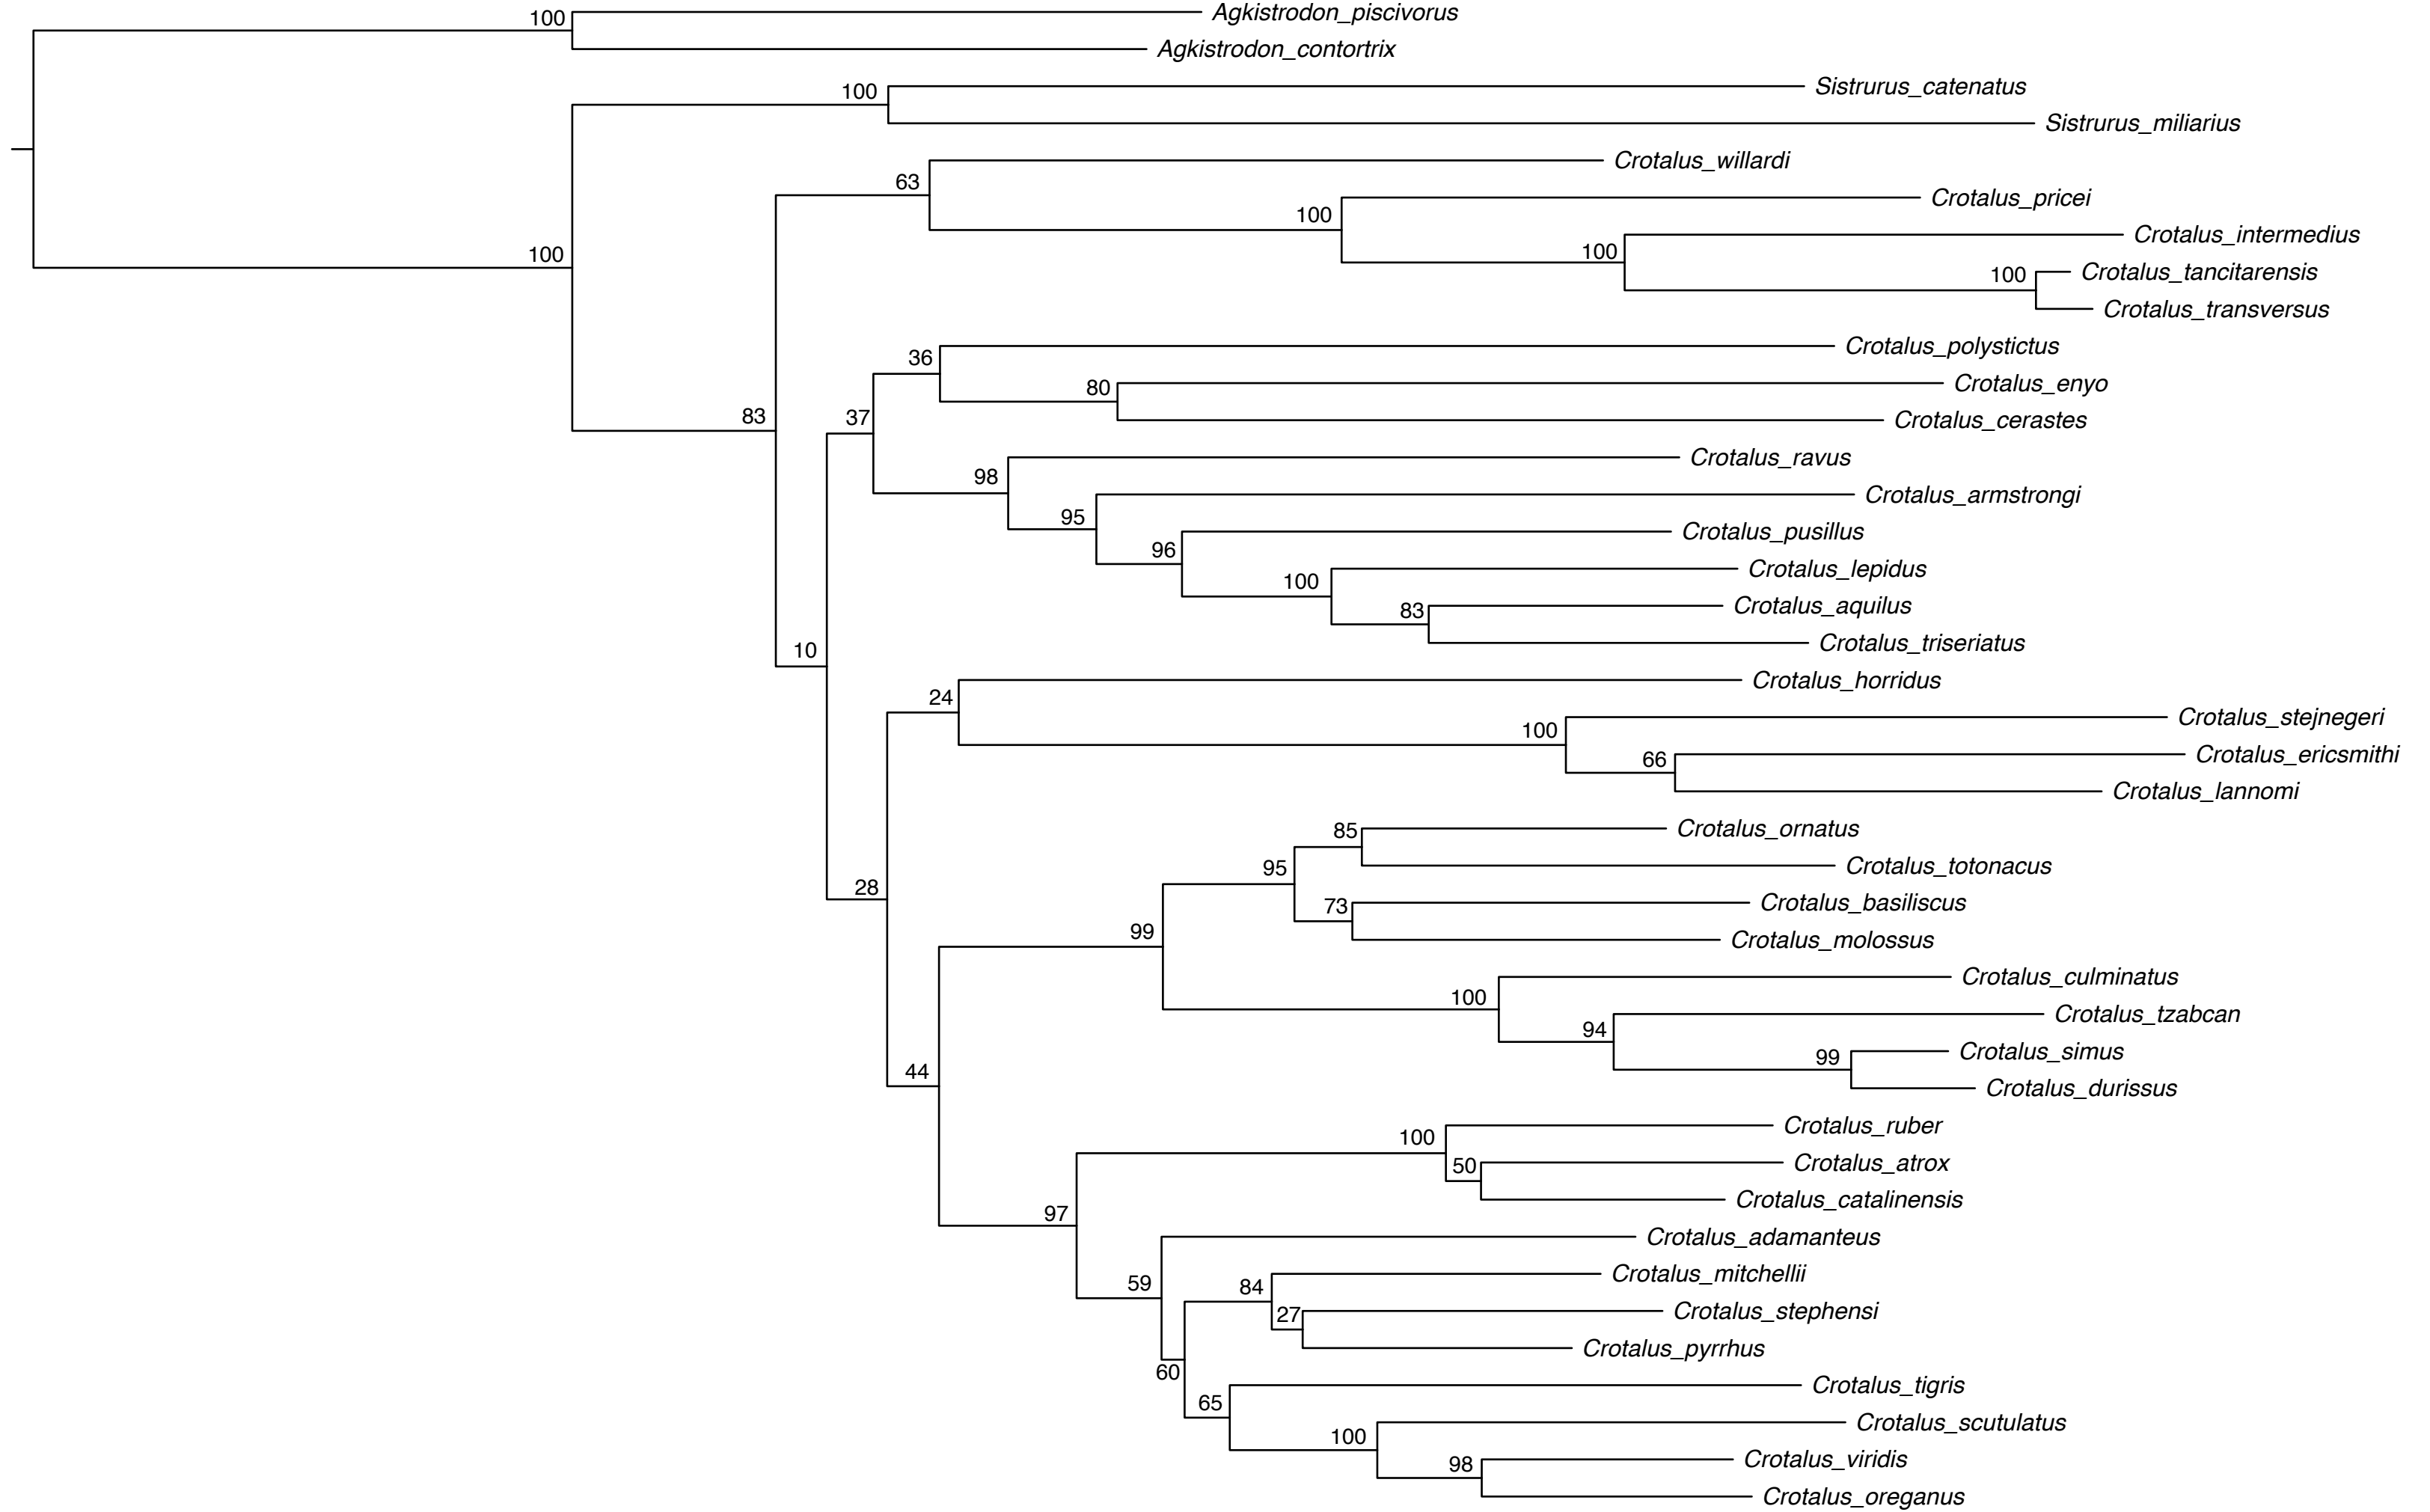 100 Agkistrodon_piscivorus
Agkistrodon_contortrix
100 Sistrurus_catenatus
Sistrurus_miliarius
Crotalus_willardi
63
Crotalus_pricei
100
Crotalus_intermedius
100
100 Crotalus_tancitarensis
100
Crotalus_transversus
Crotalus_polystictus
36
80 Crotalus_enyo
83 37 Crotalus_cerastes
Crotalus_ravus
98
Crotalus_armstrongi
95
Crotalus_pusillus
96
Crotalus_lepidus
100
83 Crotalus_aquilus
Crotalus_triseriatus
10
Crotalus_horridus
24
Crotalus_stejnegeri
100
66 Crotalus_ericsmithi
Crotalus_lannomi
85 Crotalus_ornatus
95 Crotalus_totonacus
28
73 Crotalus_basiliscus
99 Crotalus_molossus
Crotalus_culminatus
100
Crotalus_tzabcan
94
99 Crotalus_simus
44
Crotalus_durissus
Crotalus_ruber
100
50 Crotalus_atrox
Crotalus_catalinensis
97
Crotalus_adamanteus
Crotalus_mitchellii
59 84
27 Crotalus_stephensi
Crotalus_pyrrhus
60
Crotalus_tigris
65
Crotalus_scutulatus
100
98 Crotalus_viridis
Crotalus_oreganus